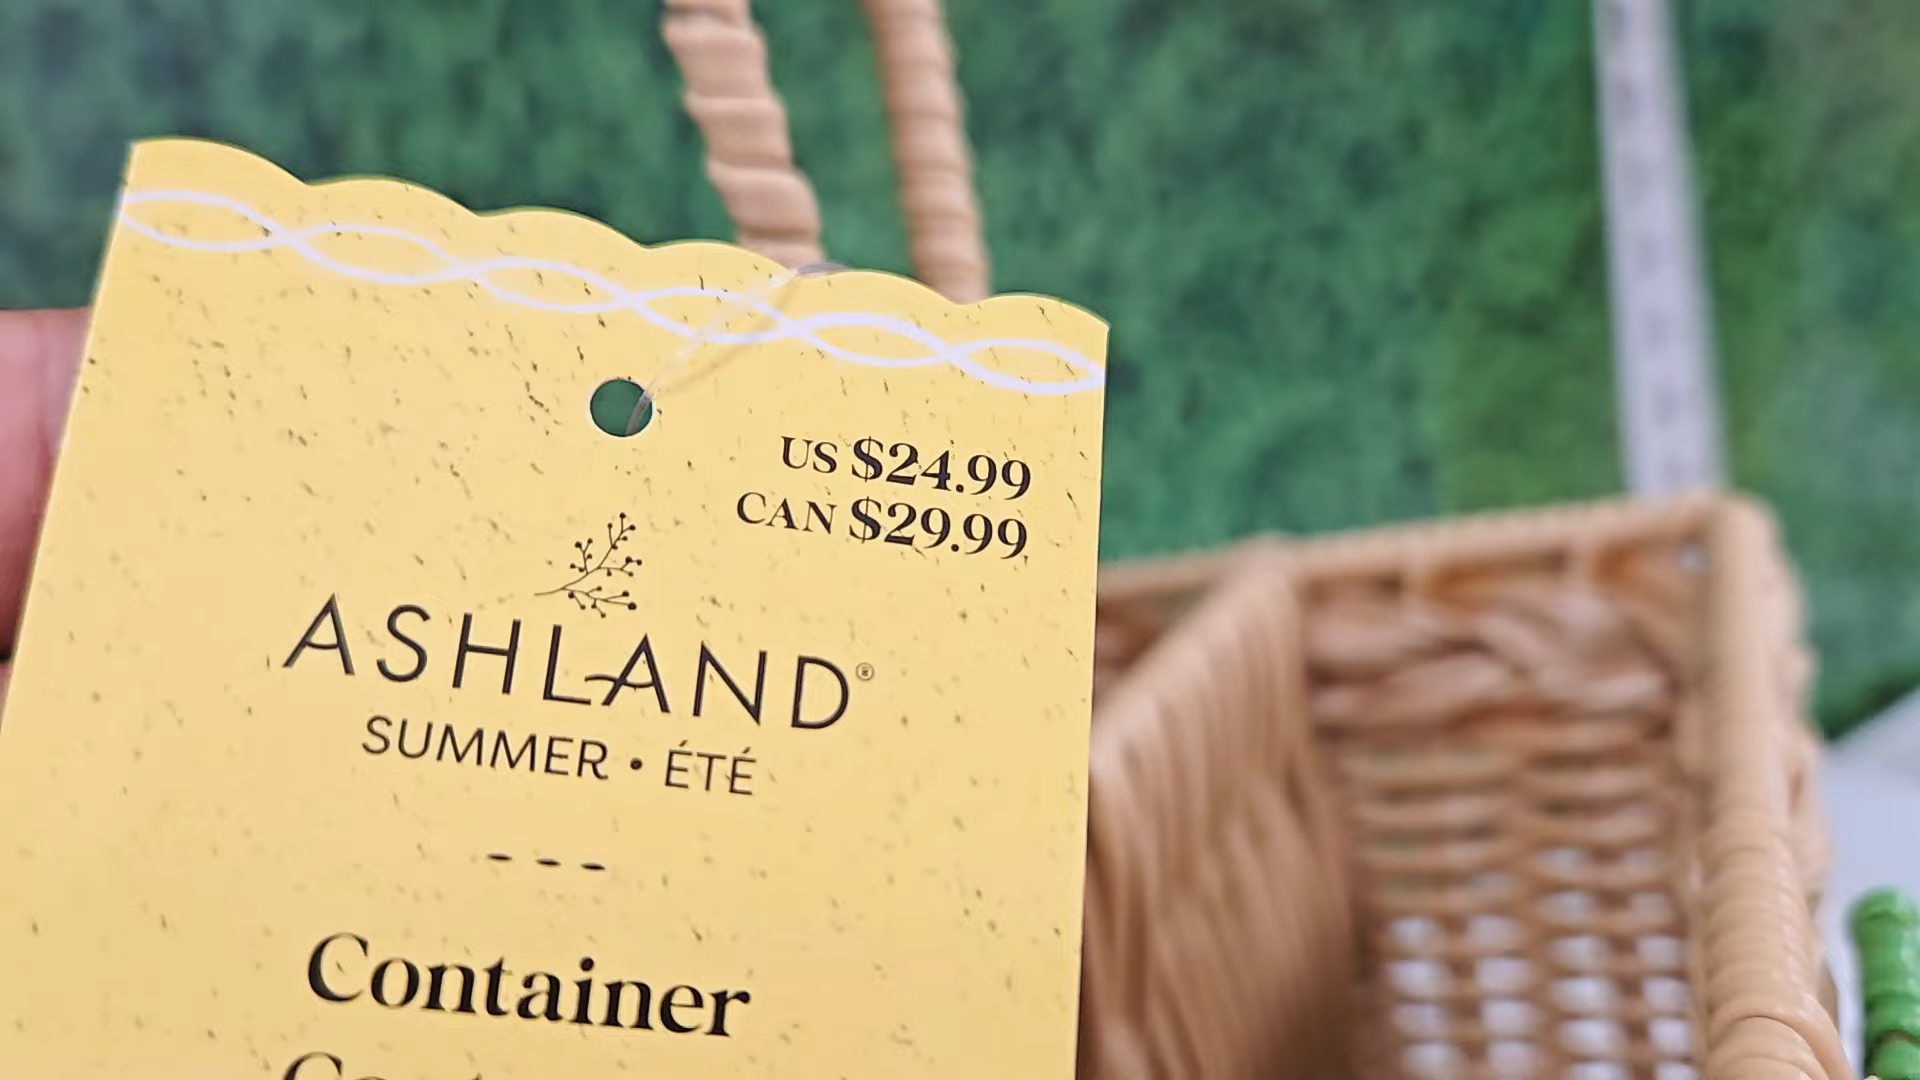 US $24.99
CAN $29.99
ASHLAND®
SUMMER • ÉTÉ
- - -
Container